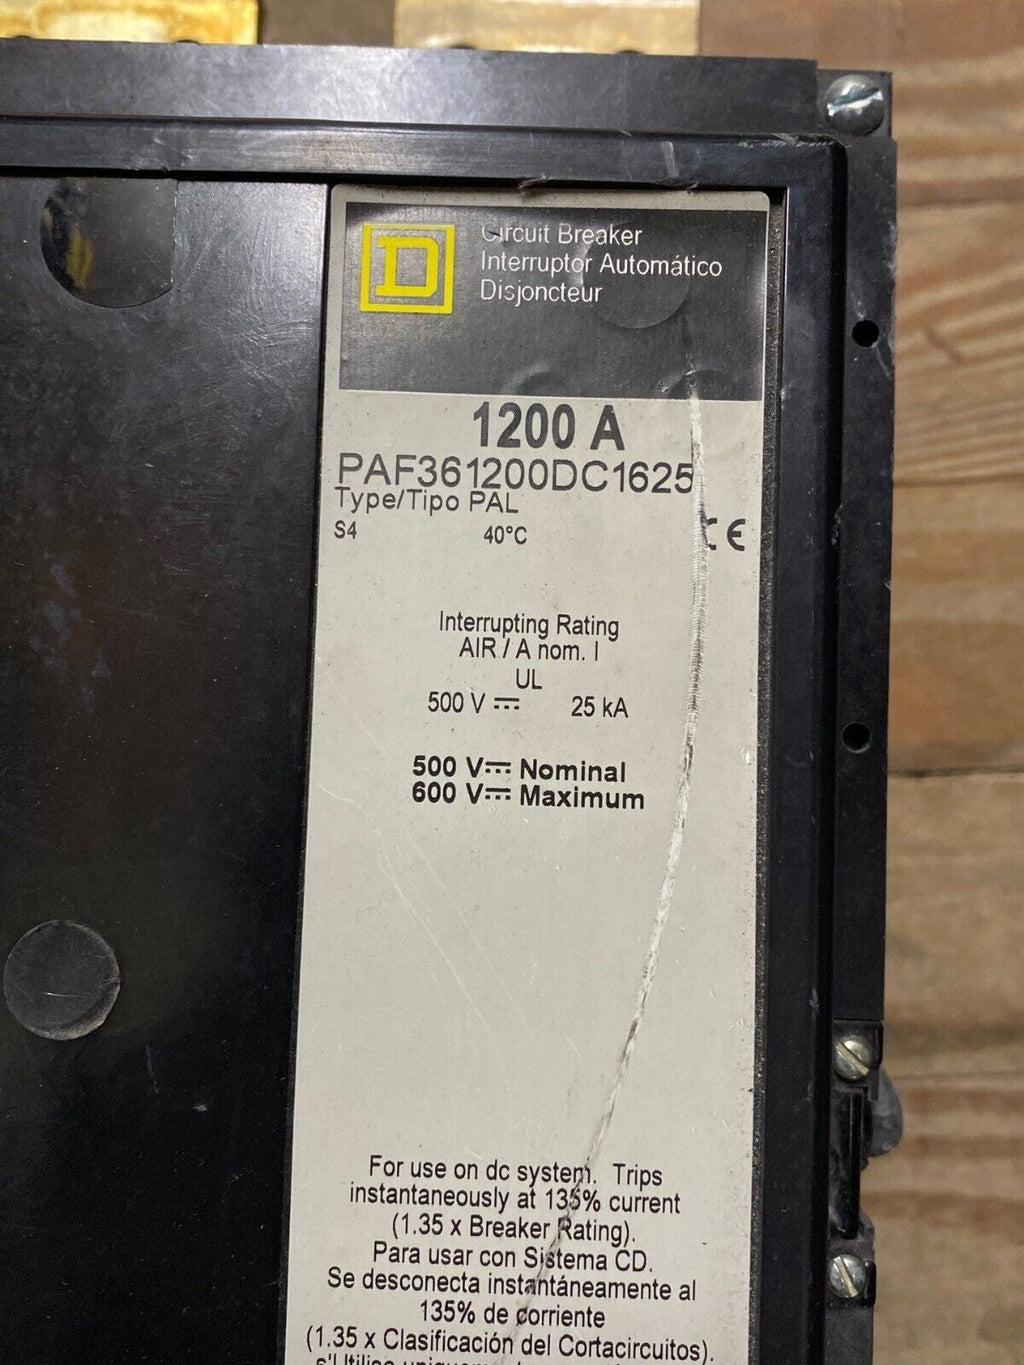 D
Circuit Breaker
Interruptor Automático
Disjoncteur
1200 A
PAF361200DC1625
Type/Tipo PAL
S4 40°C CE
Interrupting Rating
AIR / A nom. I
UL
500 V ⎓ 25 kA
500 V⎓ Nominal
600 V⎓ Maximum
For use on dc system. Trips
instantaneously at 135% current
(1.35 x Breaker Rating).
Para usar con Sistema CD.
Se desconecta instantáneamente al
135% de corriente
(1.35 x Clasificación del Cortacircuitos).
s'Utilise